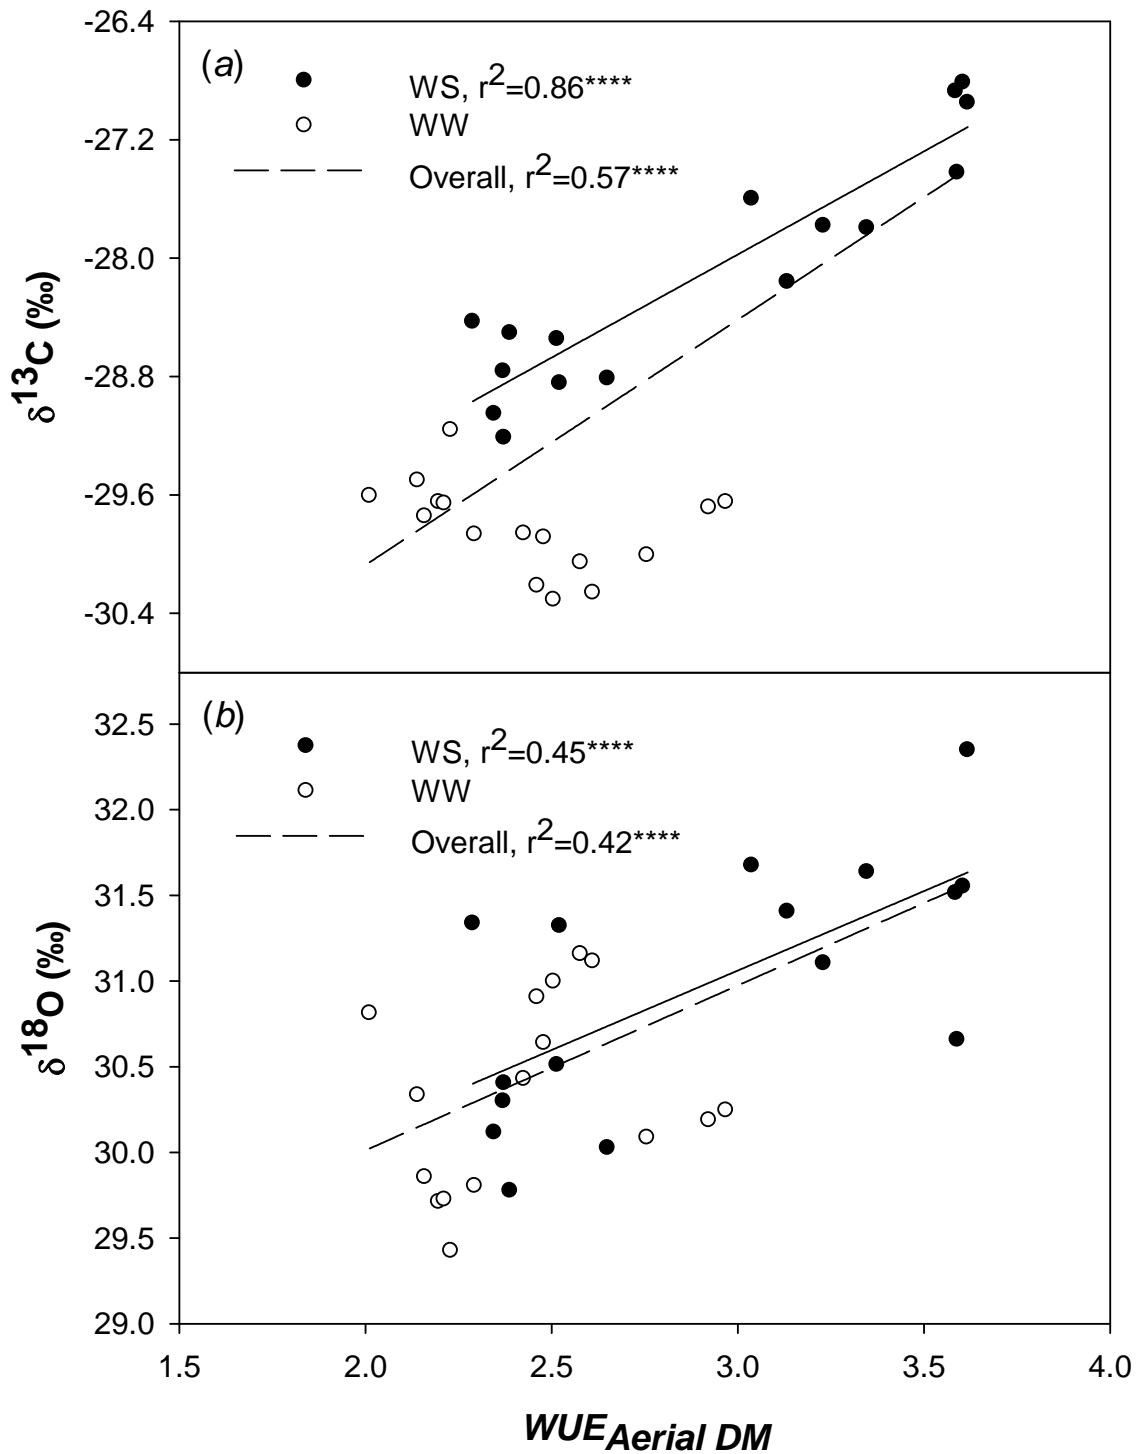 (a)
WS, r²=0.86****
WW
Overall, r²=0.57****
-26.4
-27.2
-28.0
-28.8
-29.6
-30.4
δ¹³C (‰)
(b)
WS, r²=0.45****
WW
Overall, r²=0.42****
32.5
32.0
31.5
31.0
30.5
30.0
29.5
29.0
δ¹⁸O (‰)
1.5 2.0 2.5 3.0 3.5 4.0
WUE Aerial DM